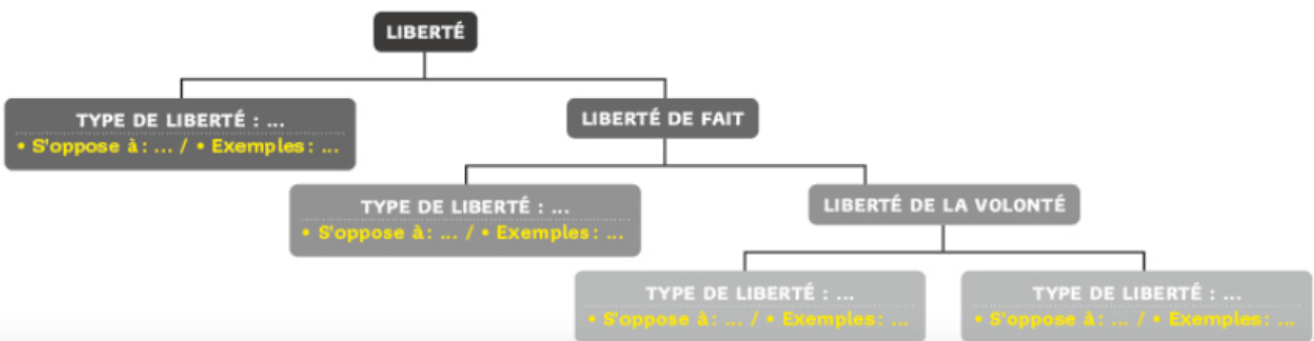 LIBERTÉ
TYPE DE LIBERTÉ : ...
• S'oppose à : ... / • Exemples : ...
LIBERTÉ DE FAIT
TYPE DE LIBERTÉ : ...
• S'oppose à : ... / • Exemples : ...
LIBERTÉ DE LA VOLONTÉ
TYPE DE LIBERTÉ : ...
• S'oppose à : ... / • Exemples : ...
TYPE DE LIBERTÉ : ...
• S'oppose à : ... / • Exemples : ...